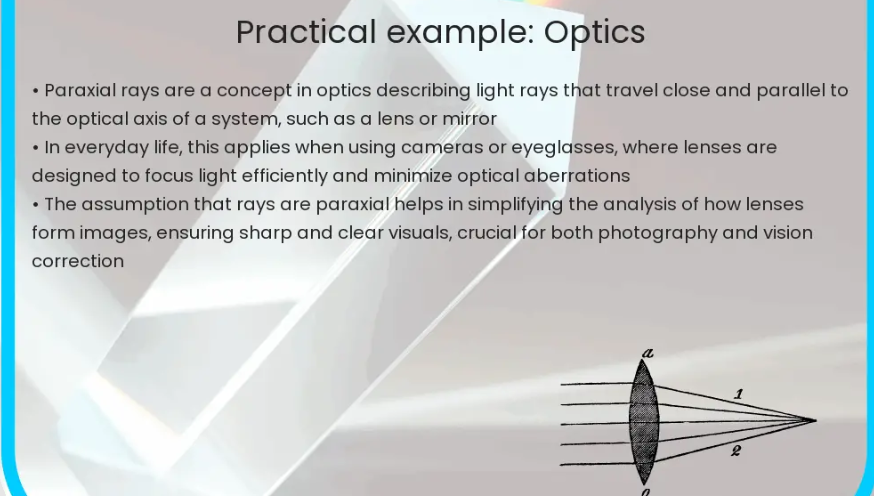 Practical example: Optics
• Paraxial rays are a concept in optics describing light rays that travel close and parallel to
the optical axis of a system, such as a lens or mirror
• In everyday life, this applies when using cameras or eyeglasses, where lenses are
designed to focus light efficiently and minimize optical aberrations
• The assumption that rays are paraxial helps in simplifying the analysis of how lenses
form images, ensuring sharp and clear visuals, crucial for both photography and vision
correction
a
1
2